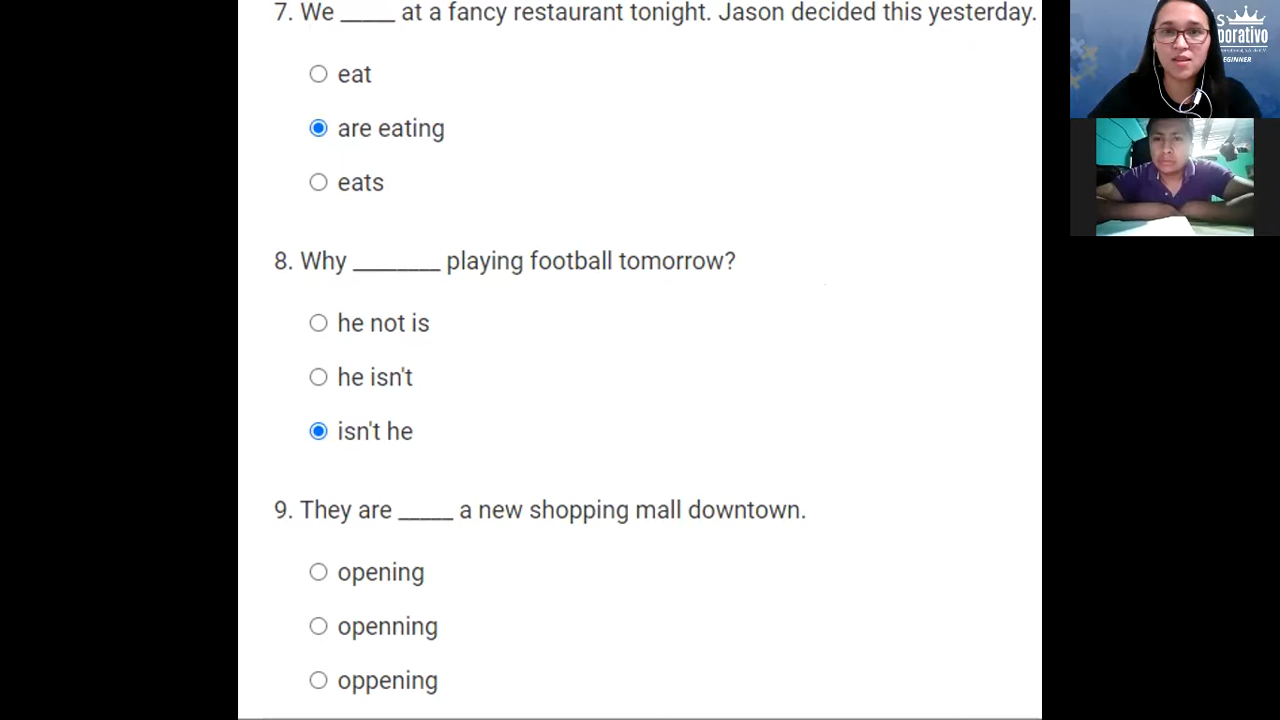 7. We _____ at a fancy restaurant tonight. Jason decided this yesterday.
eat
are eating
eats
8. Why ________ playing football tomorrow?
he not is
he isn't
isn't he
9. They are _____ a new shopping mall downtown.
opening
openning
oppening
S
porativo
EGINNER